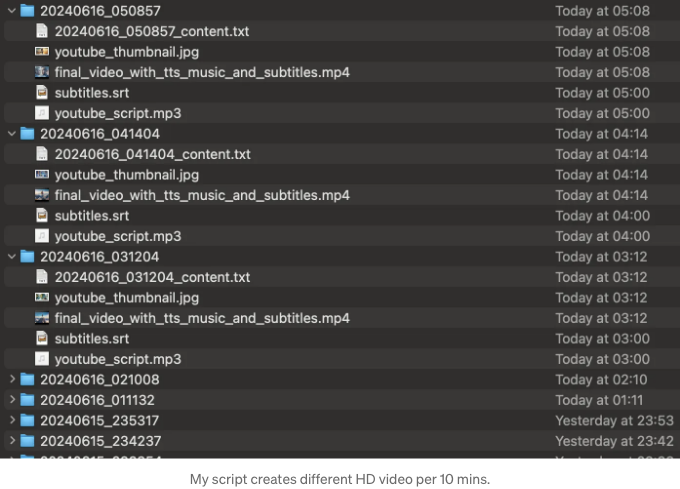 20240616_050857 Today at 05:08
20240616_050857_content.txt Today at 05:08
youtube_thumbnail.jpg Today at 05:08
final_video_with_tts_music_and_subtitles.mp4 Today at 05:08
subtitles.srt Today at 05:00
youtube_script.mp3 Today at 05:00
20240616_041404 Today at 04:14
20240616_041404_content.txt Today at 04:14
youtube_thumbnail.jpg Today at 04:14
final_video_with_tts_music_and_subtitles.mp4 Today at 04:14
subtitles.srt Today at 04:00
youtube_script.mp3 Today at 04:00
20240616_031204 Today at 03:12
20240616_031204_content.txt Today at 03:12
youtube_thumbnail.jpg Today at 03:12
final_video_with_tts_music_and_subtitles.mp4 Today at 03:12
subtitles.srt Today at 03:00
youtube_script.mp3 Today at 03:00
20240616_021008 Today at 02:10
20240616_011132 Today at 01:11
20240615_235317 Yesterday at 23:53
20240615_234237 Yesterday at 23:42
My script creates different HD video per 10 mins.